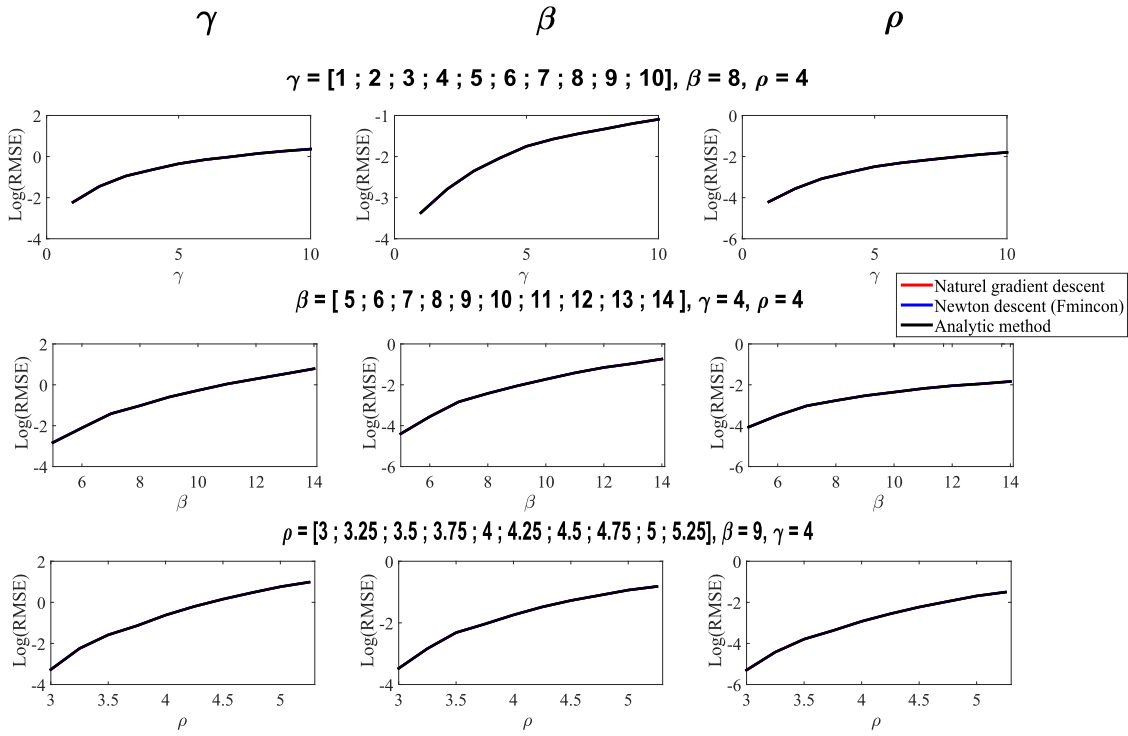 γ β ρ
γ = [1 ; 2 ; 3 ; 4 ; 5 ; 6 ; 7 ; 8 ; 9 ; 10], β = 8, ρ = 4
2
0
-2
-4
Log(RMSE)
0 5 10
γ
-1
-2
-3
-4
Log(RMSE)
0 5 10
γ
0
-2
-4
-6
Log(RMSE)
0 5 10
γ
Naturel gradient descent
Newton descent (Fmincon)
Analytic method
β = [ 5 ; 6 ; 7 ; 8 ; 9 ; 10 ; 11 ; 12 ; 13 ; 14 ], γ = 4, ρ = 4
2
0
-2
-4
Log(RMSE)
6 8 10 12 14
β
0
-2
-4
-6
Log(RMSE)
6 8 10 12 14
β
0
-2
-4
-6
Log(RMSE)
6 8 10 12 14
β
ρ = [3 ; 3.25 ; 3.5 ; 3.75 ; 4 ; 4.25 ; 4.5 ; 4.75 ; 5 ; 5.25], β = 9, γ = 4
2
0
-2
-4
Log(RMSE)
3 3.5 4 4.5 5
ρ
0
-2
-4
Log(RMSE)
3 3.5 4 4.5 5
ρ
0
-2
-4
-6
Log(RMSE)
3 3.5 4 4.5 5
ρ